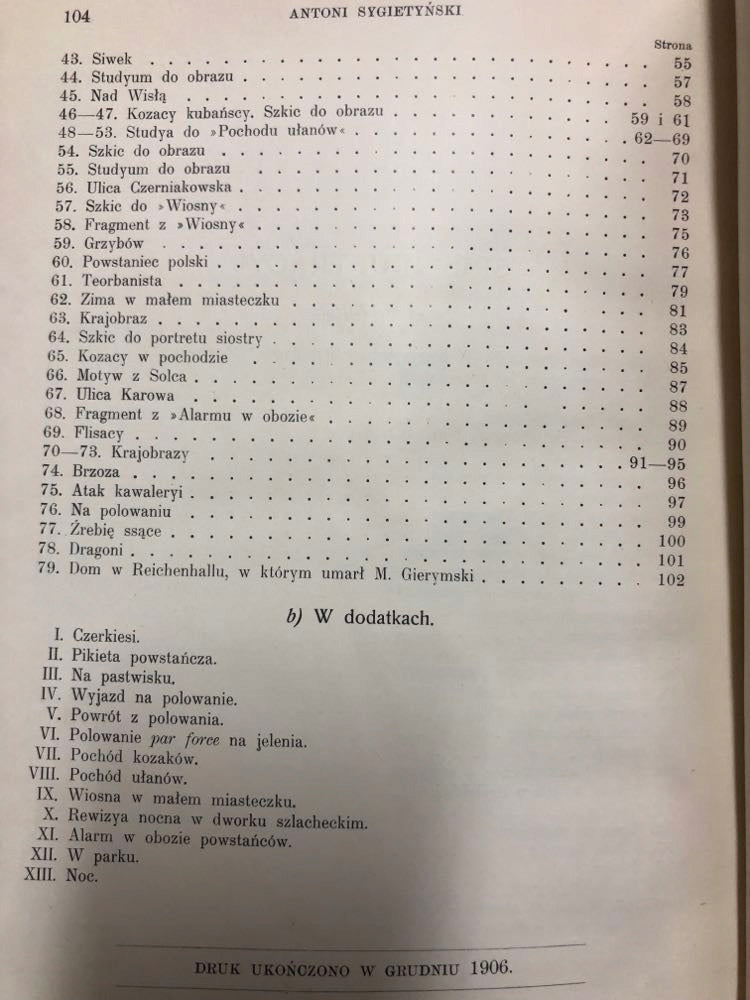 104 ANTONI SYGIETYŃSKI
Strona
43. Siwek . . . . . . . . . . 55
44. Studyum do obrazu . . . . . . . . . . 57
45. Nad Wisłą . . . . . . . . . . 58
46—47. Kozacy kubańscy. Szkic do obrazu . . . . . . . . . . 59 i 61
48—53. Studya do »Pochodu ułanów« . . . . . . . . . . 62—69
54. Szkic do obrazu . . . . . . . . . . 70
55. Studyum do obrazu . . . . . . . . . . 71
56. Ulica Czerniakowska . . . . . . . . . . 72
57. Szkic do »Wiosny« . . . . . . . . . . 73
58. Fragment z »Wiosny« . . . . . . . . . . 75
59. Grzybów . . . . . . . . . . 76
60. Powstaniec polski . . . . . . . . . . 77
61. Teorbanista . . . . . . . . . . 79
62. Zima w małem miasteczku . . . . . . . . . . 81
63. Krajobraz . . . . . . . . . . 83
64. Szkic do portretu siostry . . . . . . . . . . 84
65. Kozacy w pochodzie . . . . . . . . . . 85
66. Motyw z Solca . . . . . . . . . . 87
67. Ulica Karowa . . . . . . . . . . 88
68. Fragment z »Alarmu w obozie« . . . . . . . . . . 89
69. Flisacy . . . . . . . . . . 90
70—73. Krajobrazy . . . . . . . . . . 91—95
74. Brzoza . . . . . . . . . . 96
75. Atak kawaleryi . . . . . . . . . . 97
76. Na polowaniu . . . . . . . . . . 99
77. Źrebię ssące . . . . . . . . . . 100
78. Dragoni . . . . . . . . . . 101
79. Dom w Reichenhallu, w którym umarł M. Gierymski . . . . . . . . . . 102
b) W dodatkach.
I. Czerkiesi.
II. Pikieta powstańcza.
III. Na pastwisku.
IV. Wyjazd na polowanie.
V. Powrót z polowania.
VI. Polowanie par force na jelenia.
VII. Pochód kozaków.
VIII. Pochód ułanów.
IX. Wiosna w małem miasteczku.
X. Rewizya nocna w dworku szlacheckim.
XI. Alarm w obozie powstańców.
XII. W parku.
XIII. Noc.
DRUK UKOŃCZONO W GRUDNIU 1906.